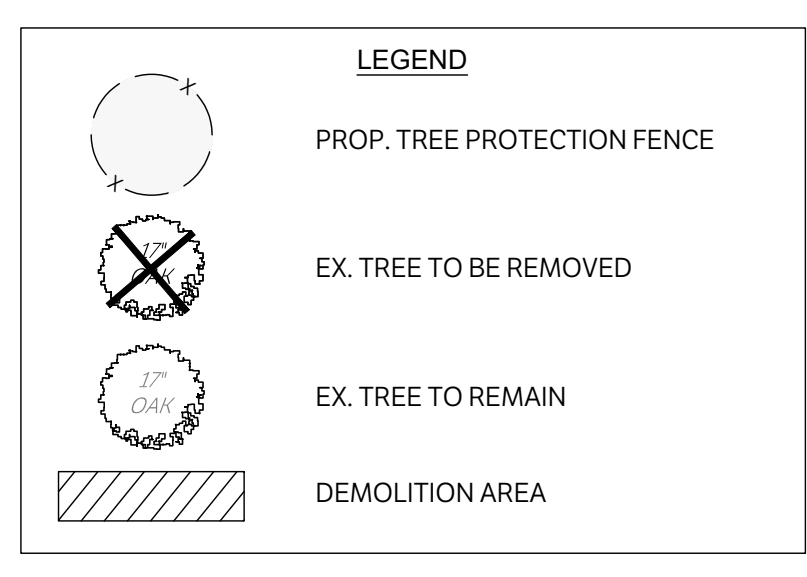 LEGEND
PROP. TREE PROTECTION FENCE
17"
OAK
EX. TREE TO BE REMOVED
17"
OAK
EX. TREE TO REMAIN
DEMOLITION AREA